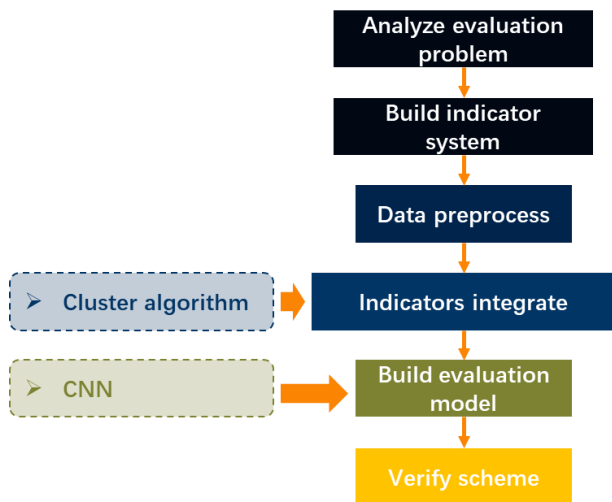 Analyze evaluation
problem
Build indicator
system
Data preprocess
Cluster algorithm
Indicators integrate
CNN
Build evaluation
model
Verify scheme